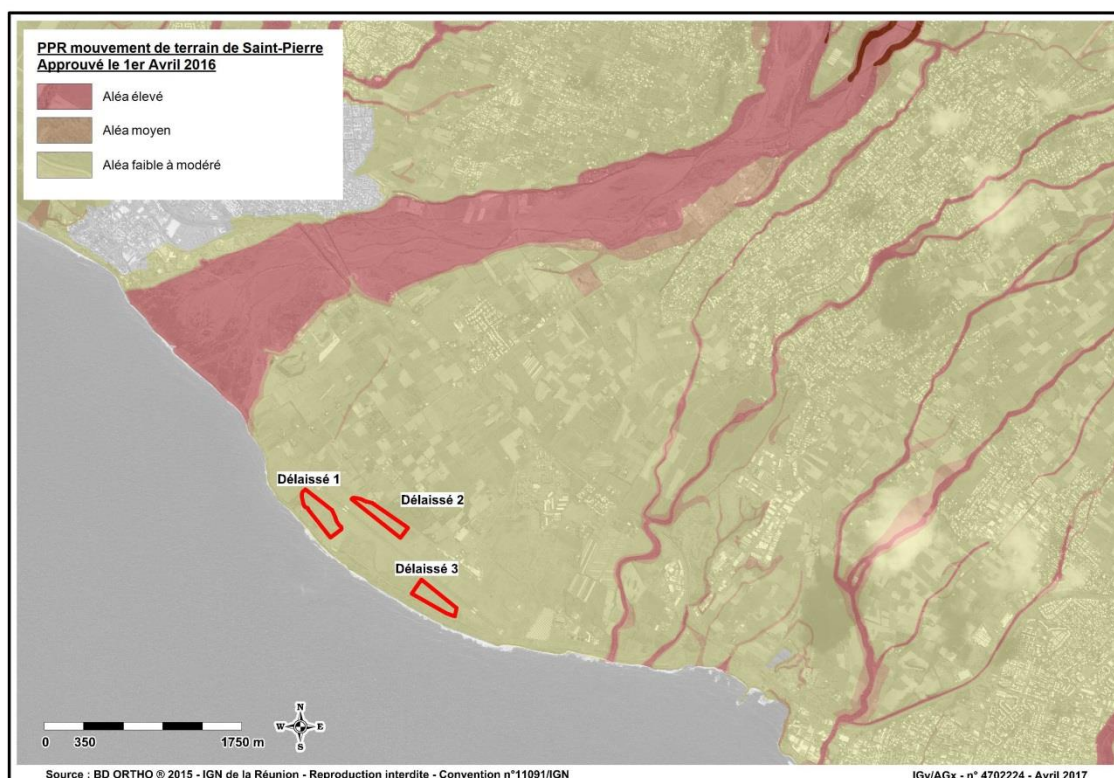 PPR mouvement de terrain de Saint-Pierre
Approuvé le 1er Avril 2016
Aléa élevé
Aléa moyen
Aléa faible à modéré
Délaissé 1
Délaissé 2
Délaissé 3
N
W E
S
0 350 1750 m
Source : BD ORTHO ® 2015 - IGN de la Réunion - Reproduction interdite - Convention n°11091/IGN
IGy/AGx - n° 4702224 - Avril 2017